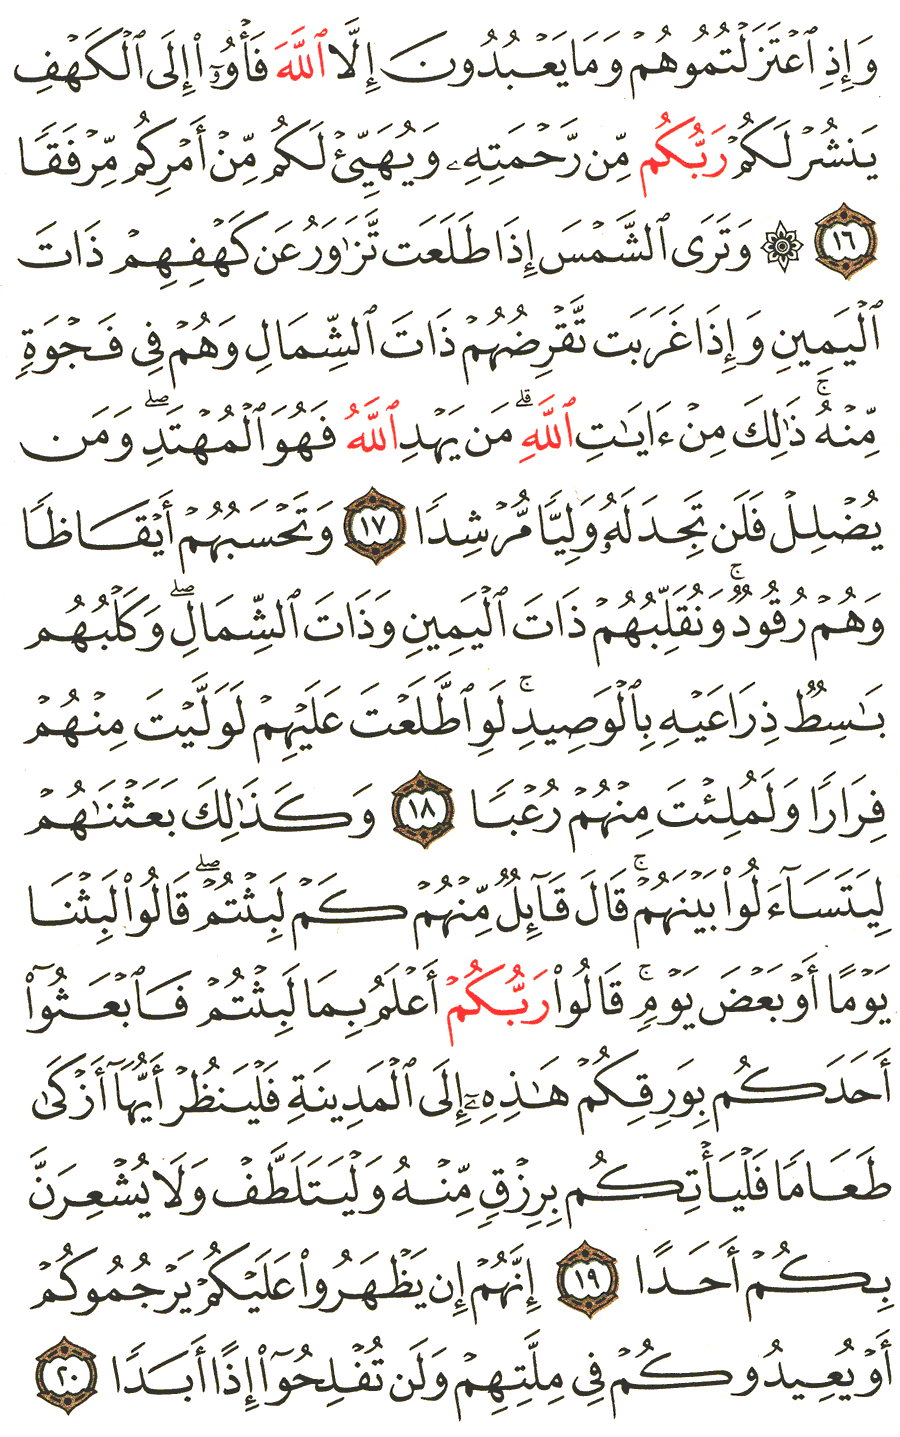 وَإِذِ ٱعْتَزَلْتُمُوهُمْ وَمَا يَعْبُدُونَ إِلَّا ٱللَّهَ فَأْوُۥٓا۟ إِلَى ٱلْكَهْفِ
يَنشُرْ لَكُمْ رَبُّكُم مِّن رَّحْمَتِهِۦ وَيُهَيِّئْ لَكُم مِّنْ أَمْرِكُم مِّرْفَقًا
١٦ ۞ وَتَرَى ٱلشَّمْسَ إِذَا طَلَعَت تَّزَٰوَرُ عَن كَهْفِهِمْ ذَاتَ
ٱلْيَمِينِ وَإِذَا غَرَبَت تَّقْرِضُهُمْ ذَاتَ ٱلشِّمَالِ وَهُمْ فِى فَجْوَةٍ
مِّنْهُ ۚ ذَٰلِكَ مِنْ ءَايَٰتِ ٱللَّهِ ۗ مَن يَهْدِ ٱللَّهُ فَهُوَ ٱلْمُهْتَدِ ۖ وَمَن
يُضْلِلْ فَلَن تَجِدَ لَهُۥ وَلِيًّا مُّرْشِدًا ١٧ وَتَحْسَبُهُمْ أَيْقَاظًا
وَهُمْ رُقُودٌ ۚ وَنُقَلِّبُهُمْ ذَاتَ ٱلْيَمِينِ وَذَاتَ ٱلشِّمَالِ ۖ وَكَلْبُهُم
بَٰسِطٌ ذِرَاعَيْهِ بِٱلْوَصِيدِ ۚ لَوِ ٱطَّلَعْتَ عَلَيْهِمْ لَوَلَّيْتَ مِنْهُمْ
فِرَارًا وَلَمُلِئْتَ مِنْهُمْ رُعْبًا ١٨ وَكَذَٰلِكَ بَعَثْنَٰهُمْ
لِيَتَسَآءَلُوا۟ بَيْنَهُمْ ۚ قَالَ قَآئِلٌ مِّنْهُمْ كَمْ لَبِثْتُمْ ۖ قَالُوا۟ لَبِثْنَا
يَوْمًا أَوْ بَعْضَ يَوْمٍ ۚ قَالُوا۟ رَبُّكُمْ أَعْلَمُ بِمَا لَبِثْتُمْ فَٱبْعَثُوٓا۟
أَحَدَكُم بِوَرِقِكُمْ هَٰذِهِۦٓ إِلَى ٱلْمَدِينَةِ فَلْيَنظُرْ أَيُّهَآ أَزْكَىٰ
طَعَامًا فَلْيَأْتِكُم بِرِزْقٍ مِّنْهُ وَلْيَتَلَطَّفْ وَلَا يُشْعِرَنَّ
بِكُمْ أَحَدًا ١٩ إِنَّهُمْ إِن يَظْهَرُوا۟ عَلَيْكُمْ يَرْجُمُوكُمْ
أَوْ يُعِيدُوكُمْ فِى مِلَّتِهِمْ وَلَن تُفْلِحُوٓا۟ إِذًا أَبَدًا ٢٠